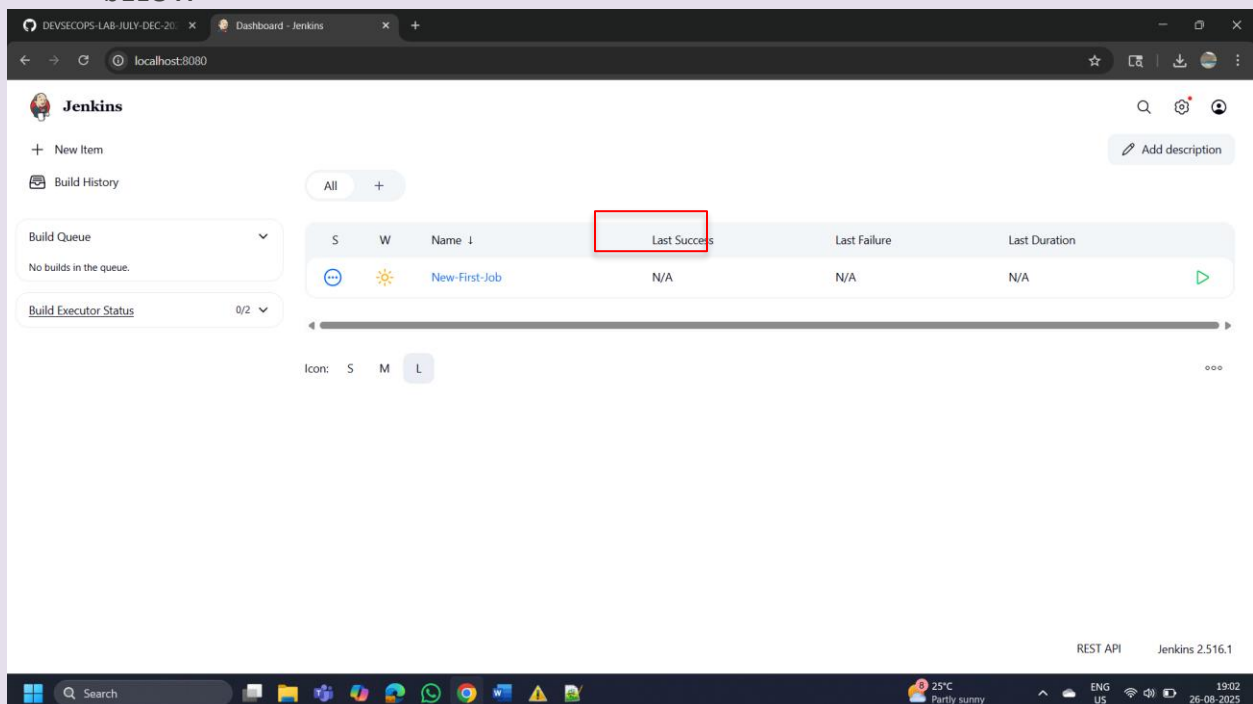 BELOW
DEVSECOPS-LAB-JULY-DEC-20
Dashboard - Jenkins
localhost:8080
Jenkins
New Item
Add description
Build History
All +
Build Queue
S W Name ↓ Last Success Last Failure Last Duration
No builds in the queue.
New-First-Job N/A N/A N/A
Build Executor Status 0/2
Icon: S M L
REST API Jenkins 2.516.1
Search
8
25°C
Partly sunny
ENG
US
19:02
26-08-2025